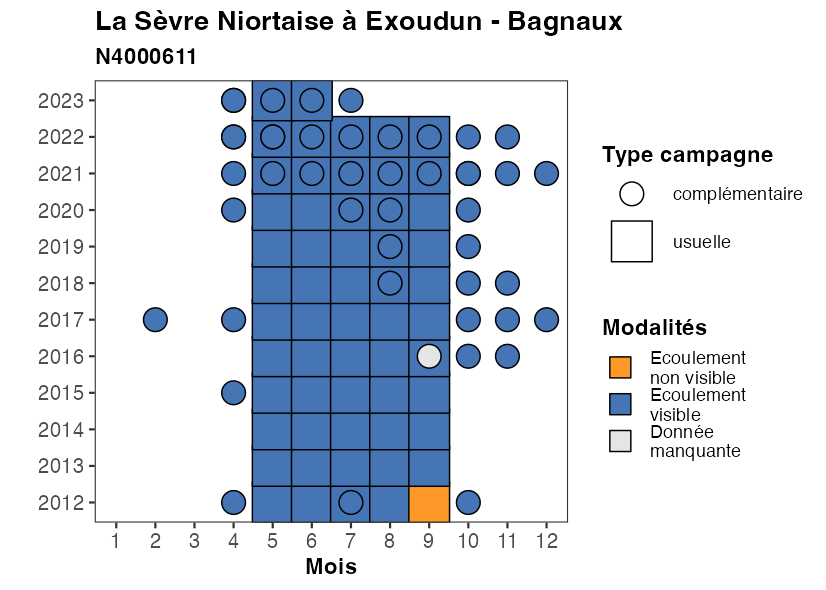 La Sèvre Niortaise à Exoudun - Bagnaux
N4000611
2023
2022
2021
2020
2019
2018
2017
2016
2015
2014
2013
2012
1 2 3 4 5 6 7 8 9 10 11 12
Mois
Type campagne
complémentaire
usuelle
Modalités
Ecoulement
non visible
Ecoulement
visible
Donnée
manquante